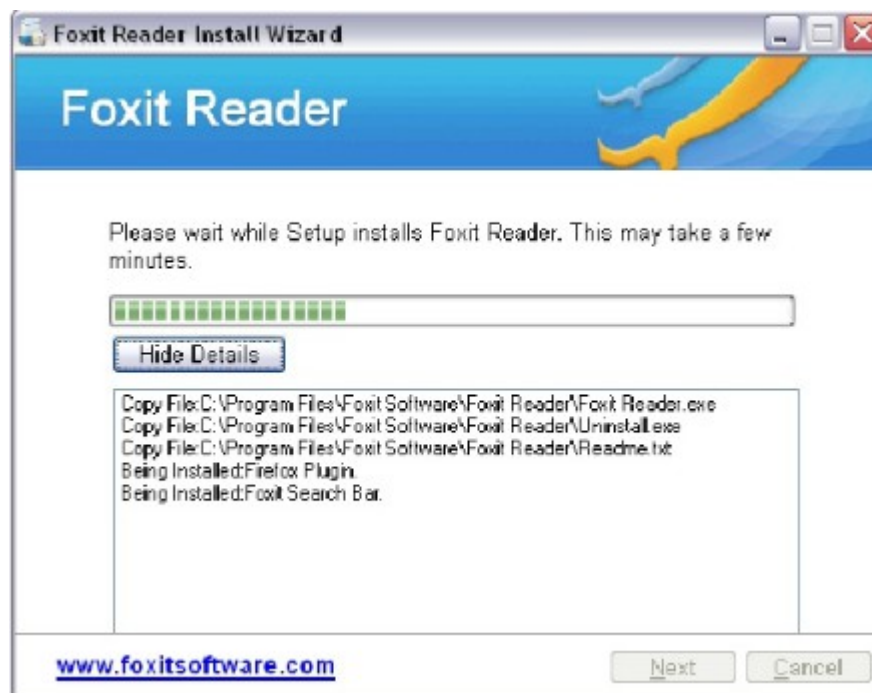 Foxit Reader Install Wizard
Foxit Reader
Please wait while Setup installs Foxit Reader. This may take a few
minutes.
Hide Details
Copy File:C:\Program Files\Foxit Software\Foxit Reader\Foxit Reader.exe
Copy File:C:\Program Files\Foxit Software\Foxit Reader\Uninstall.exe
Copy File:C:\Program Files\Foxit Software\Foxit Reader\Readme.txt
Being Installed:Firefox Plugin.
Being Installed:Foxit Search Bar.
www.foxitsoftware.com
Next
Cancel